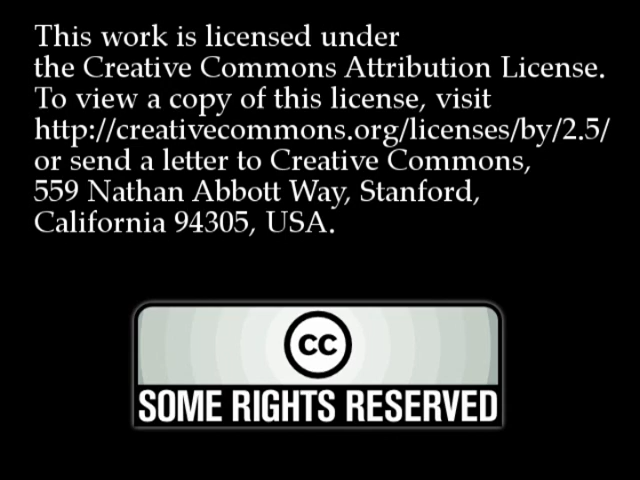 This work is licensed under
the Creative Commons Attribution License.
To view a copy of this license, visit
http://creativecommons.org/licenses/by/2.5/
or send a letter to Creative Commons,
559 Nathan Abbott Way, Stanford,
California 94305, USA.
cc
SOME RIGHTS RESERVED